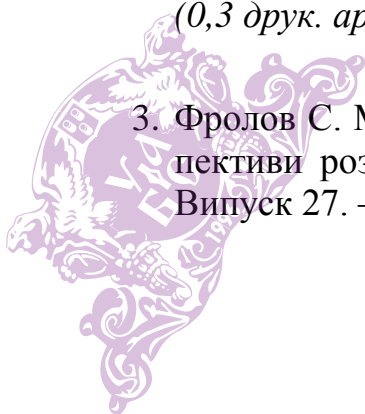 (0,3 друк. ар
3. Фролов С. М
пективи роз
Випуск 27. –